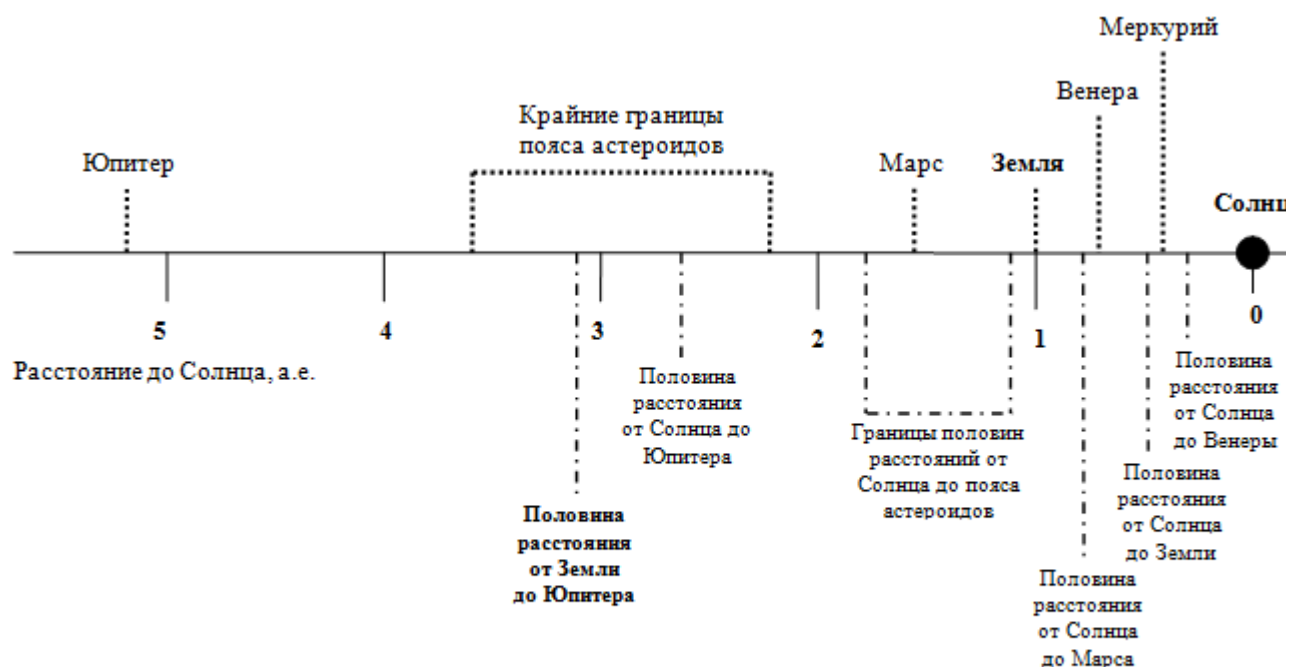 Меркурий
Венера
Крайние границы
пояса астероидов
Юпитер
Марс
Земля
Солнц
5
4
3
2
1
0
Расстояние до Солнца, а.е.
Половина
расстояния
от Солнца до
Юпитера
Границы половин
расстояний от
Солнца до пояса
астероидов
Половина
расстояния
от Солнца
до Венеры
Половина
расстояния
от Солнца
до Земли
Половина
расстояния
от Земли
до Юпитера
Половина
расстояния
от Солнца
до Марса